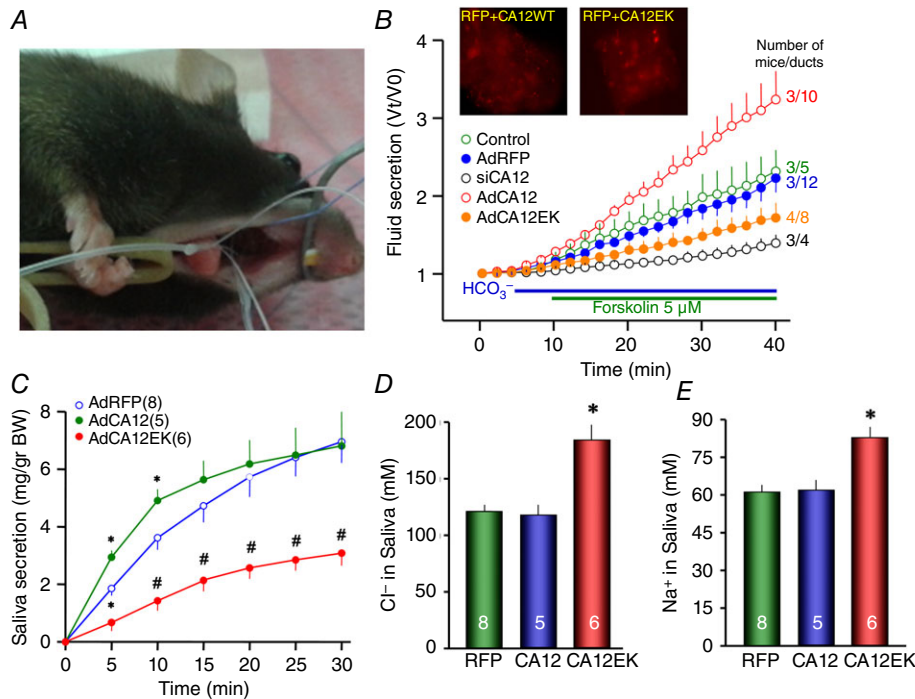 A
B
RFP+CA12WT
RFP+CA12EK
Number of
mice/ducts
Fluid secretion (Vt/V0)
4
3
2
1
Control
AdRFP
siCA12
AdCA12
AdCA12EK
3/10
3/5
3/12
4/8
3/4
HCO₃⁻
Forskolin 5 µM
0 10 20 30 40
Time (min)
C
AdRFP(8)
AdCA12(5)
AdCA12EK(6)
Saliva secretion (mg/gr BW)
8
6
4
2
0
* *
* # # # # #
0 5 10 15 20 25 30
Time (min)
D
Cl⁻ in Saliva (mM)
200
150
100
50
0
*
8 5 6
RFP CA12 CA12EK
E
Na⁺ in Saliva (mM)
90
75
60
45
30
15
0
*
8 5 6
RFP CA12 CA12EK